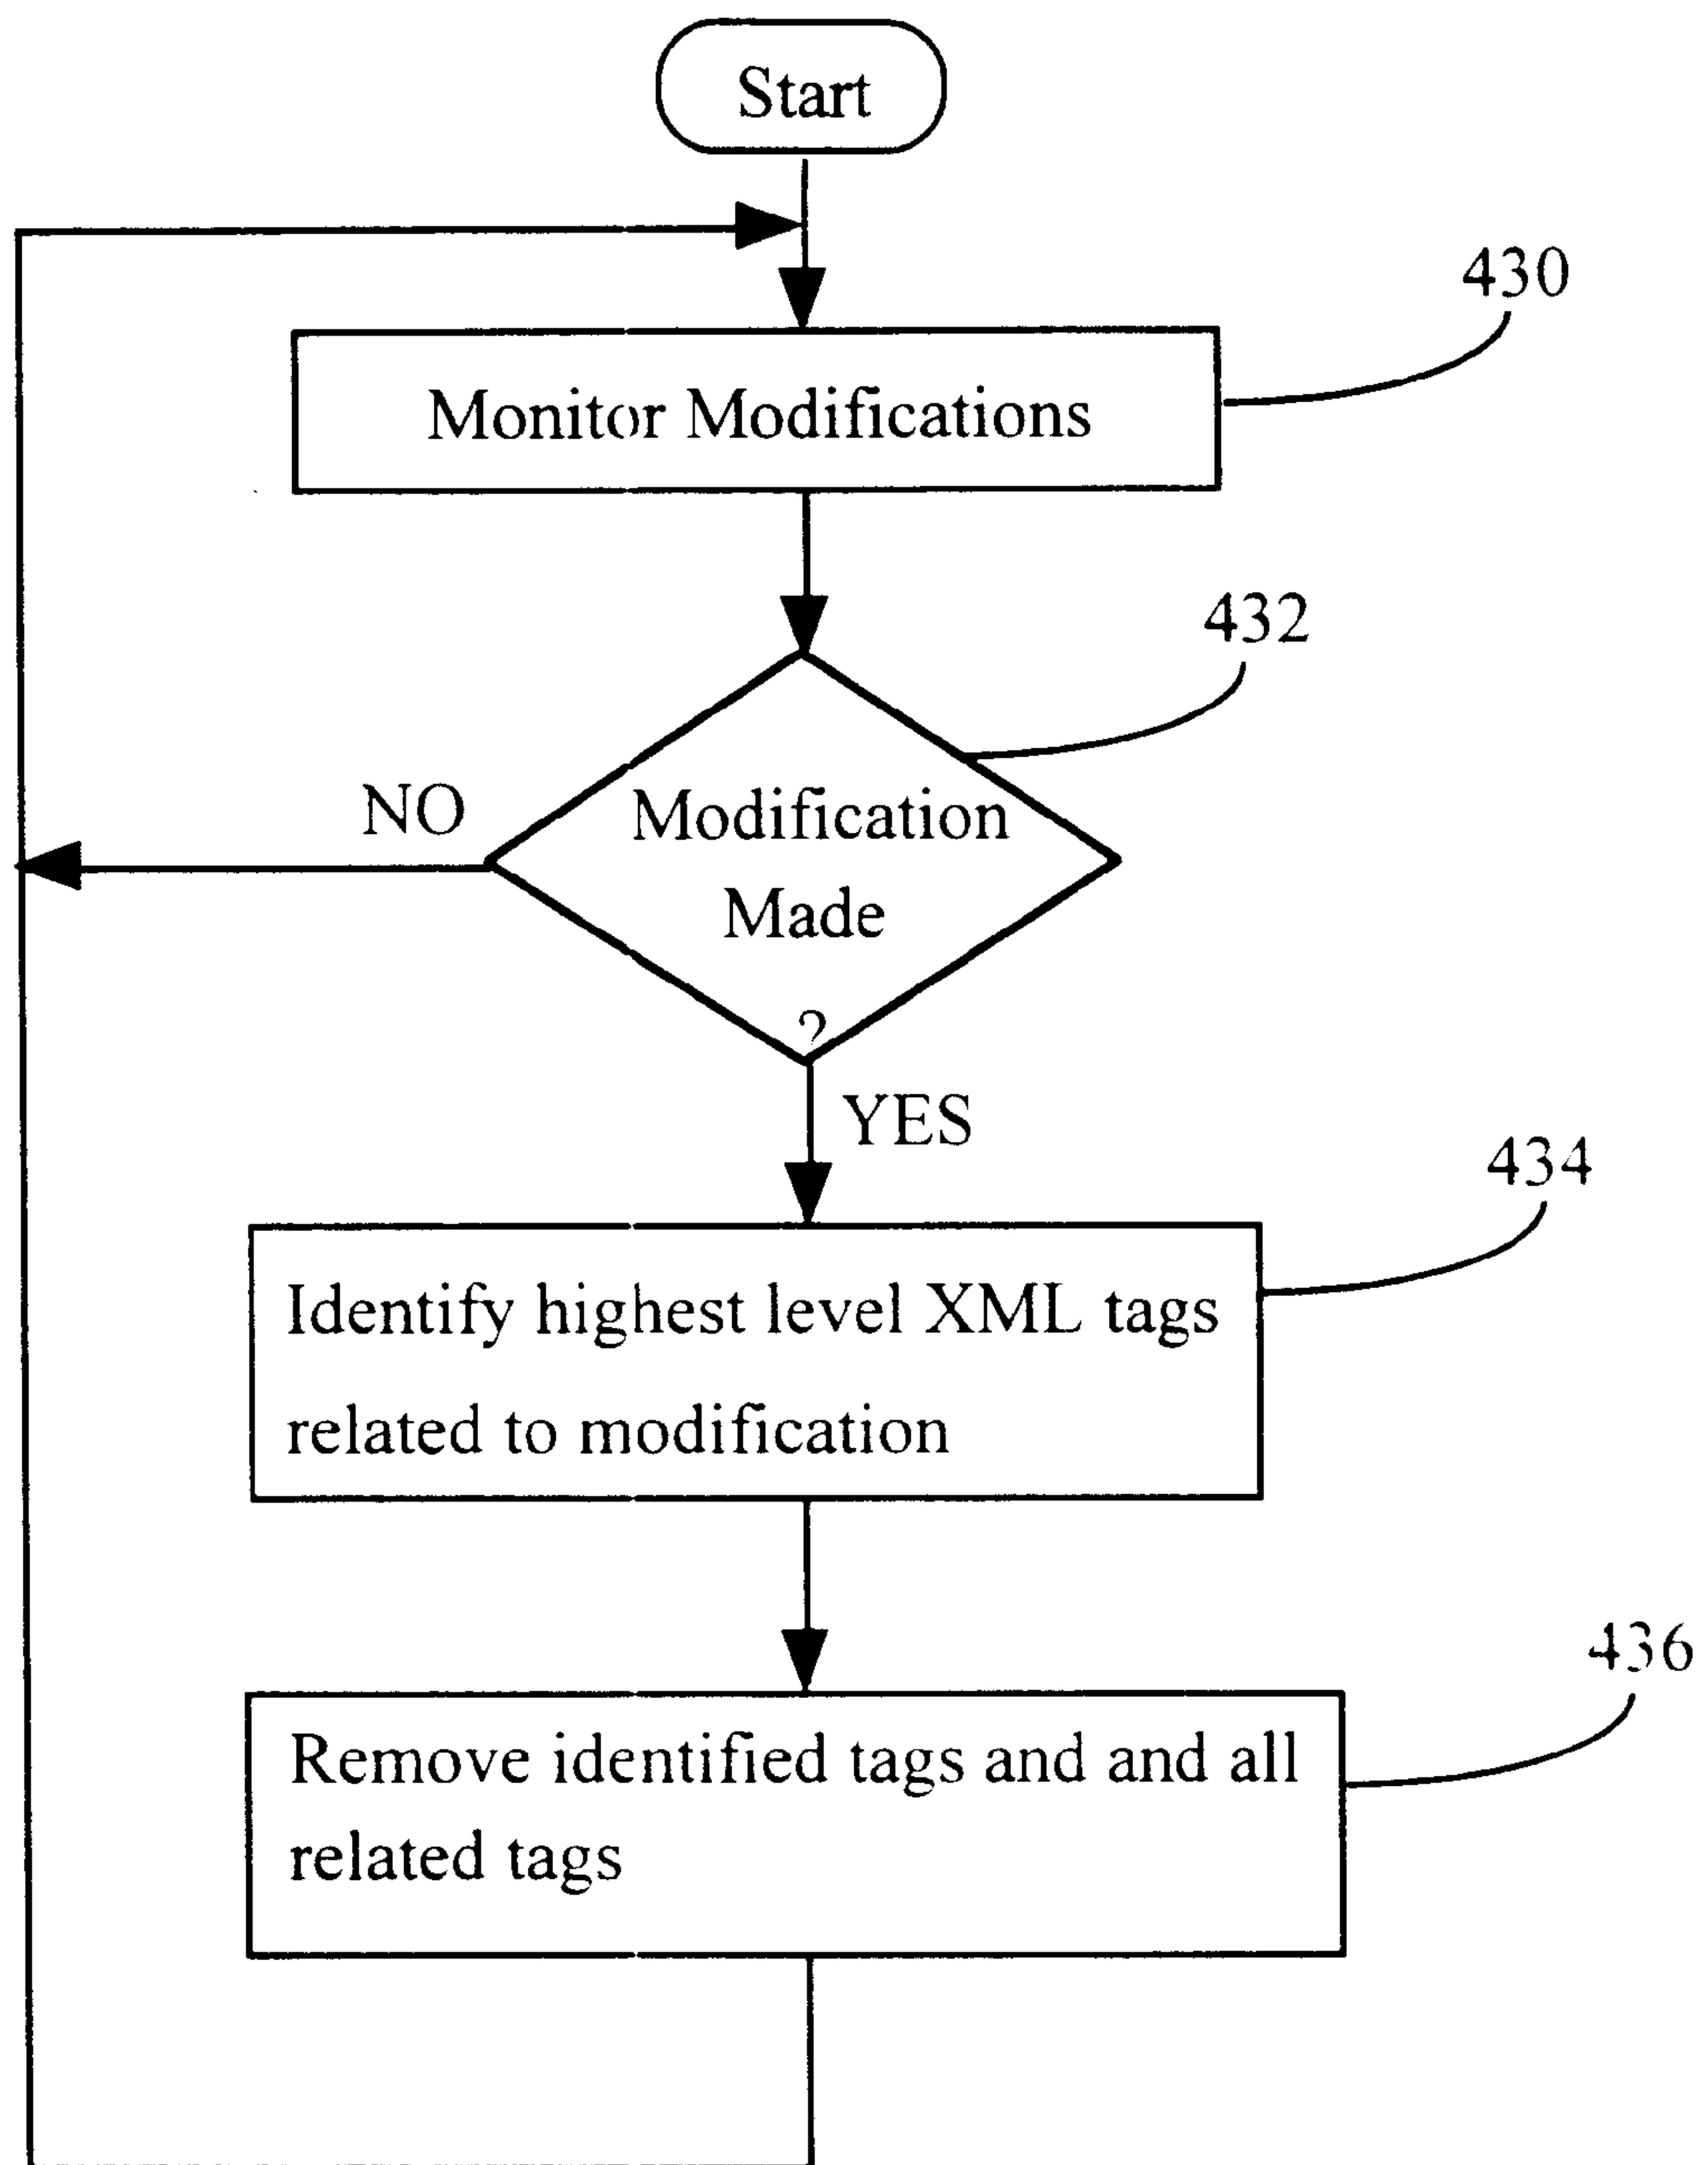 Start
430
Monitor Modifications
432
NO
Modification
Made
?
YES
434
Identify highest level XML tags
related to modification
436
Remove identified tags and and all
related tags